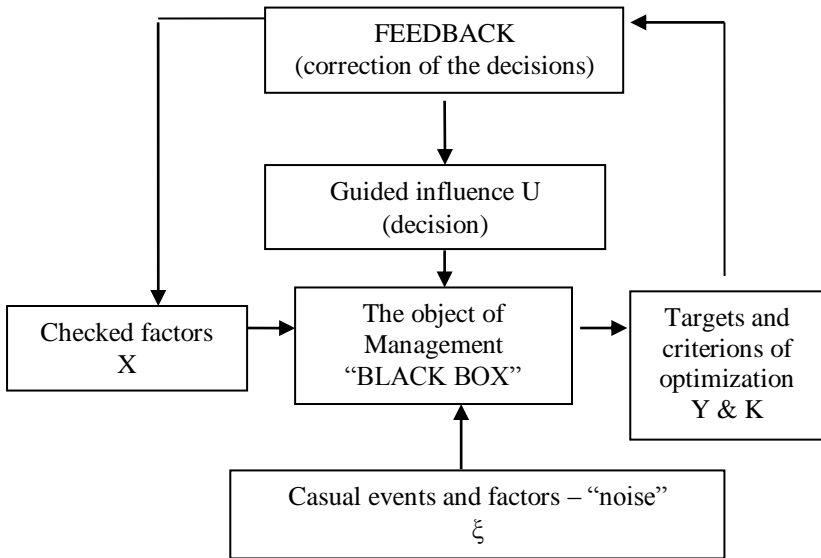 FEEDBACK
(correction of the decisions)
Guided influence U
(decision)
Checked factors
X
The object of
Management
“BLACK BOX”
Targets and
criterions of
optimization
Y & K
Casual events and factors – “noise”
ξ